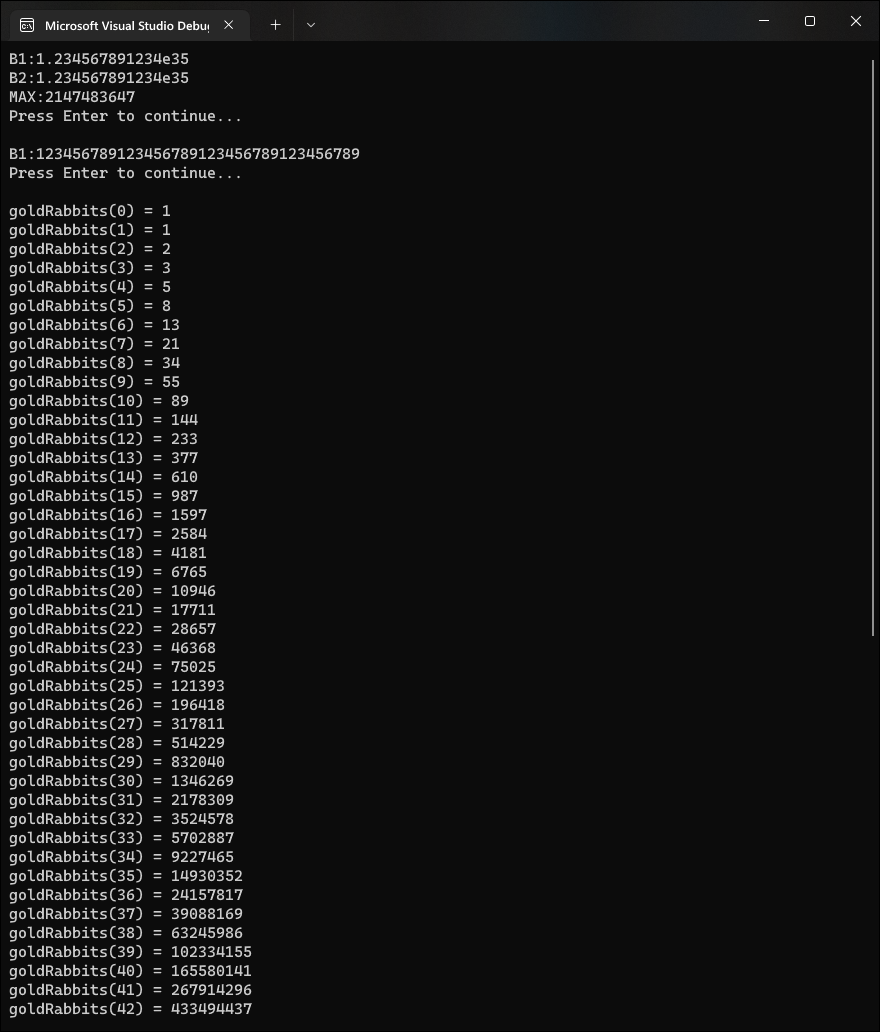 Microsoft Visual Studio Debug
B1:1.234567891234e35
B2:1.234567891234e35
MAX:2147483647
Press Enter to continue...
B1:123456789123456789123456789123456789
Press Enter to continue...
goldRabbits(0) = 1
goldRabbits(1) = 1
goldRabbits(2) = 2
goldRabbits(3) = 3
goldRabbits(4) = 5
goldRabbits(5) = 8
goldRabbits(6) = 13
goldRabbits(7) = 21
goldRabbits(8) = 34
goldRabbits(9) = 55
goldRabbits(10) = 89
goldRabbits(11) = 144
goldRabbits(12) = 233
goldRabbits(13) = 377
goldRabbits(14) = 610
goldRabbits(15) = 987
goldRabbits(16) = 1597
goldRabbits(17) = 2584
goldRabbits(18) = 4181
goldRabbits(19) = 6765
goldRabbits(20) = 10946
goldRabbits(21) = 17711
goldRabbits(22) = 28657
goldRabbits(23) = 46368
goldRabbits(24) = 75025
goldRabbits(25) = 121393
goldRabbits(26) = 196418
goldRabbits(27) = 317811
goldRabbits(28) = 514229
goldRabbits(29) = 832040
goldRabbits(30) = 1346269
goldRabbits(31) = 2178309
goldRabbits(32) = 3524578
goldRabbits(33) = 5702887
goldRabbits(34) = 9227465
goldRabbits(35) = 14930352
goldRabbits(36) = 24157817
goldRabbits(37) = 39088169
goldRabbits(38) = 63245986
goldRabbits(39) = 102334155
goldRabbits(40) = 165580141
goldRabbits(41) = 267914296
goldRabbits(42) = 433494437